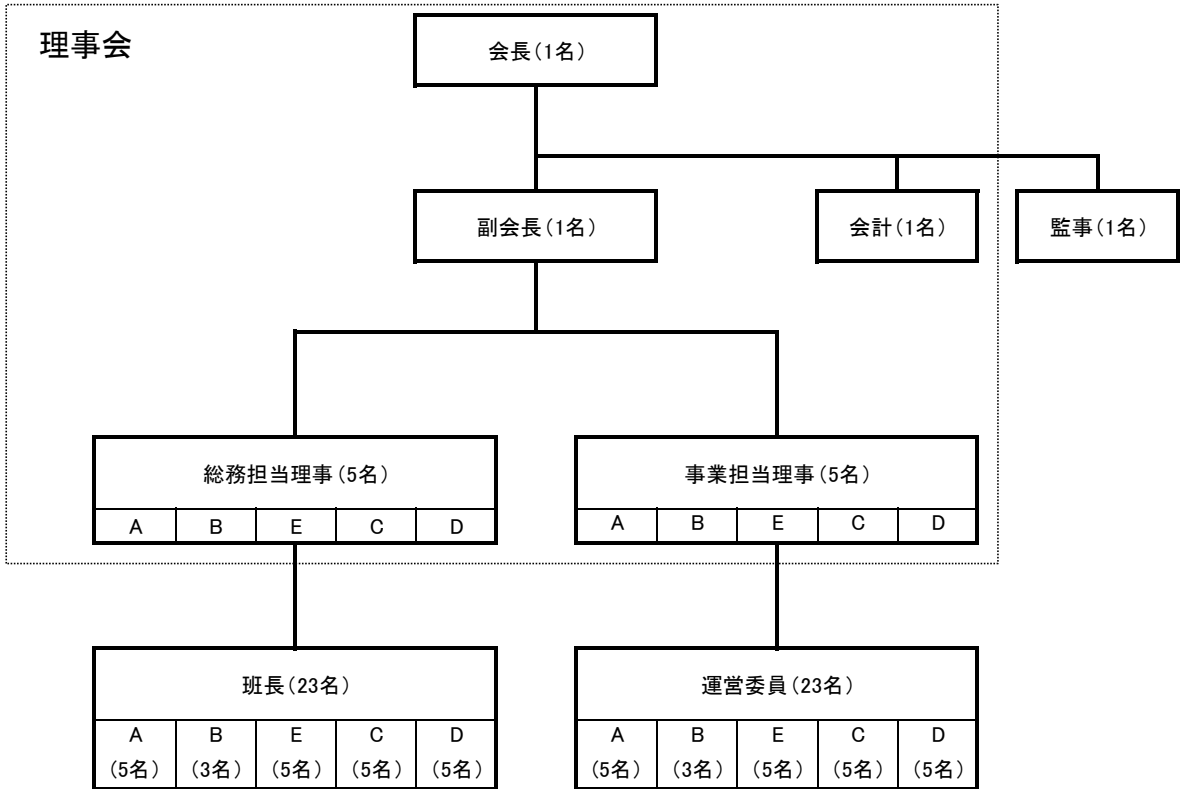 理事会
会長(1名)
副会長(1名)
会計(1名)
監事(1名)
総務担当理事(5名)
A B E C D
事業担当理事(5名)
A B E C D
班長(23名)
A B E C D
(5名) (3名) (5名) (5名) (5名)
運営委員(23名)
A B E C D
(5名) (3名) (5名) (5名) (5名)